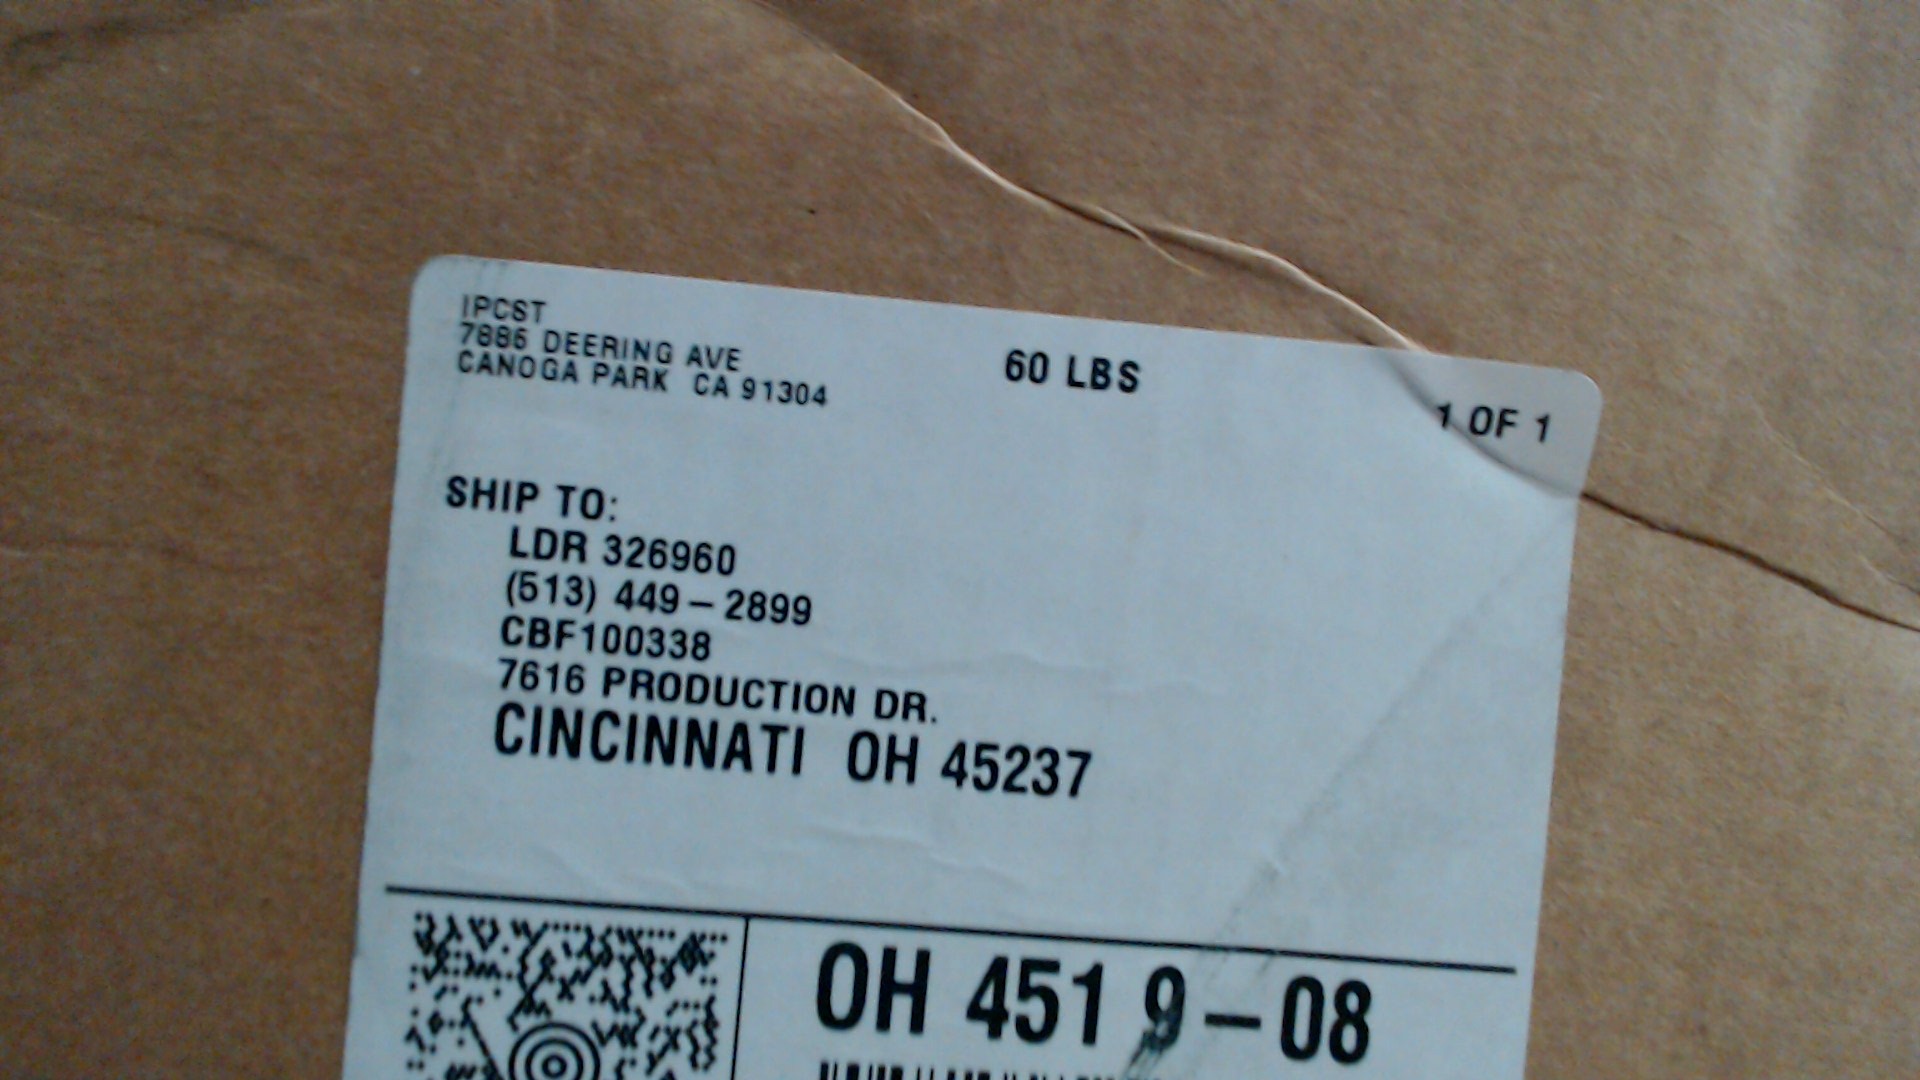 IPCST
7886 DEERING AVE
CANOGA PARK CA 91304
60 LBS
1 OF 1
SHIP TO:
LDR 326960
(513) 449-2899
CBF100338
7616 PRODUCTION DR.
CINCINNATI OH 45237
OH 451 9-08